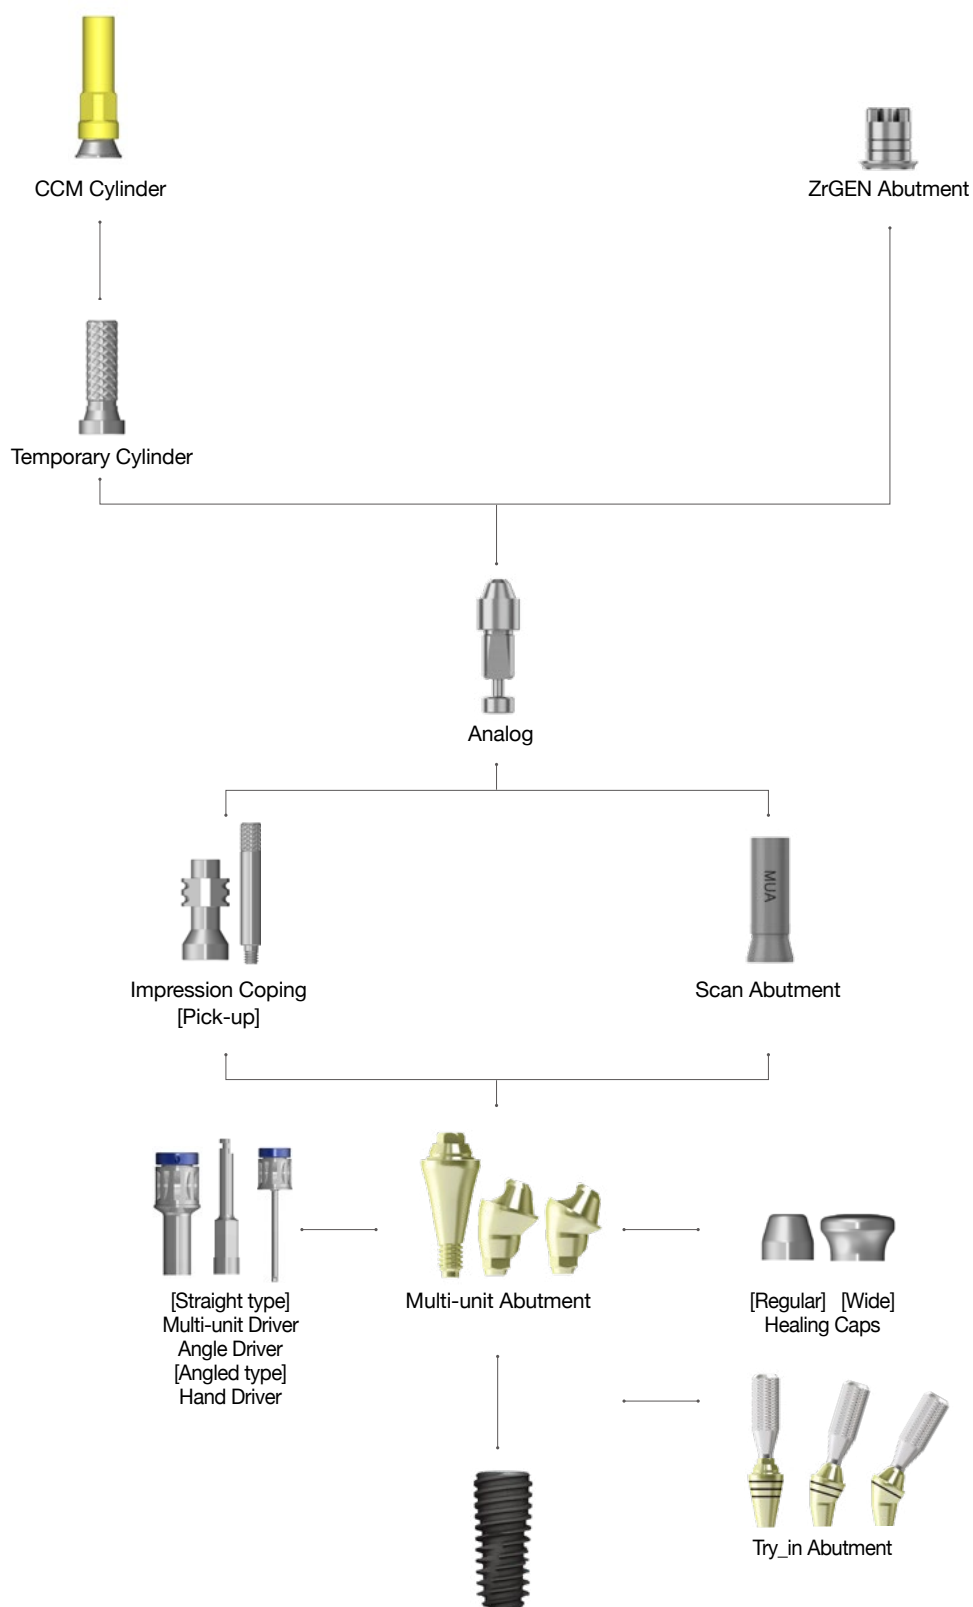 CCM Cylinder
ZrGEN Abutment
Temporary Cylinder
Analog
MUA
Impression Coping
[Pick-up]
Scan Abutment
[Straight type]
Multi-unit Driver
Angle Driver
[Angled type]
Hand Driver
Multi-unit Abutment
[Regular] [Wide]
Healing Caps
Try_in Abutment